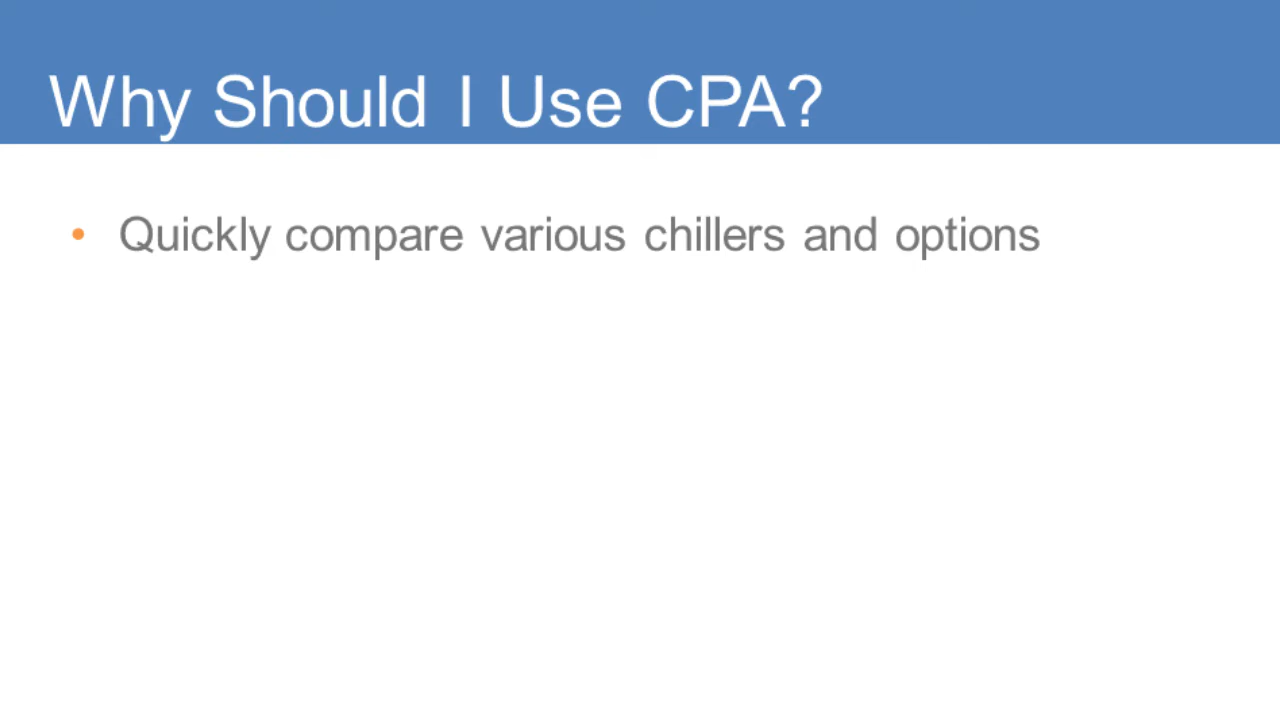 Why Should I Use CPA?
• Quickly compare various chillers and options